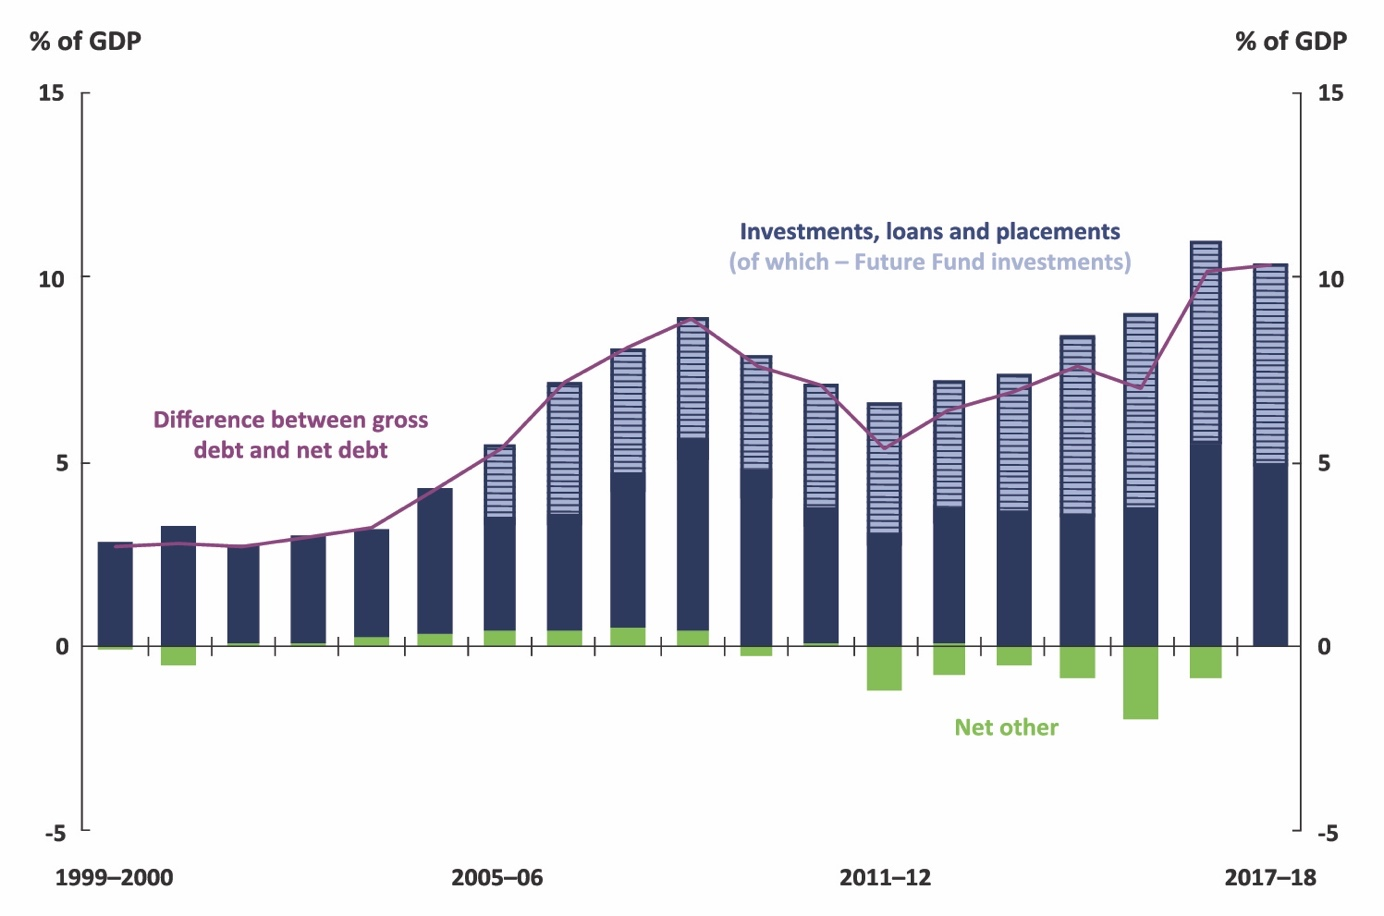 % of GDP
% of GDP
15
15
10
10
5
5
0
0
-5
-5
Investments, loans and placements
(of which – Future Fund investments)
Difference between gross
debt and net debt
Net other
1999–2000
2005–06
2011–12
2017–18